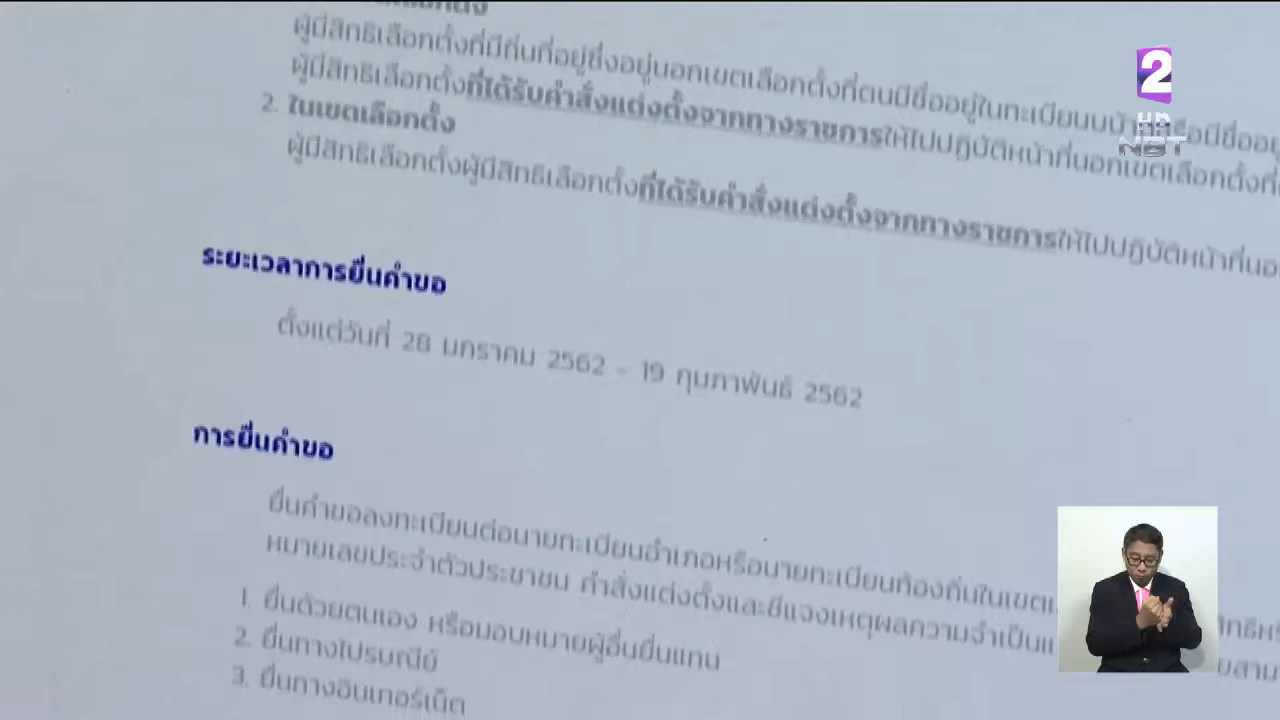 ผู้มีสิทธิเลือกตั้งที่มีถิ่นที่อยู่ซึ่งอยู่นอกเขตเลือกตั้งที่ตนมีชื่ออยู่ในทะเบียนบ้าน หรือมีชื่ออยู่
ผู้มีสิทธิเลือกตั้งที่ได้รับคำสั่งแต่งตั้งจากทางราชการให้ไปปฏิบัติหน้าที่นอกเขตเลือกตั้งที่
2. ในเขตเลือกตั้ง
ผู้มีสิทธิเลือกตั้งผู้มีสิทธิเลือกตั้งที่ได้รับคำสั่งแต่งตั้งจากทางราชการให้ไปปฏิบัติหน้าที่นอ
ระยะเวลาการยื่นคำขอ
ตั้งแต่วันที่ 28 มกราคม 2562 - 19 กุมภาพันธ์ 2562
การยื่นคำขอ
ยื่นคำขอลงทะเบียนต่อนายทะเบียนอำเภอหรือนายทะเบียนท้องถิ่นในเขต
หมายเลขประจำตัวประชาชน คำสั่งแต่งตั้งและชี้แจงเหตุผลความจำเป็น
1. ยื่นด้วยตนเอง หรือมอบหมายผู้อื่นยื่นแทน
2. ยื่นทางไปรษณีย์
3. ยื่นทางอินเทอร์เน็ต
2
HD
NBT